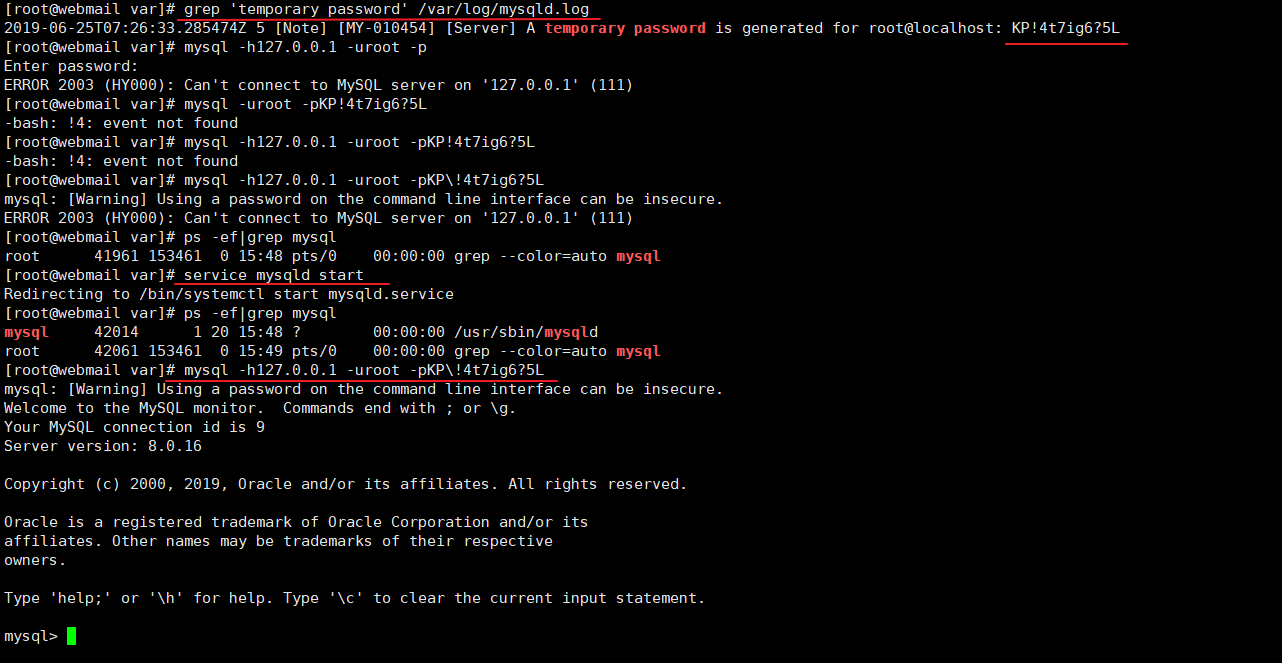 [root@webmail var]# grep 'temporary password' /var/log/mysqld.log
2019-06-25T07:26:33.285474Z 5 [Note] [MY-010454] [Server] A temporary password is generated for root@localhost: KP!4t7ig6?5L
[root@webmail var]# mysql -h127.0.0.1 -uroot -p
Enter password:
ERROR 2003 (HY000): Can't connect to MySQL server on '127.0.0.1' (111)
[root@webmail var]# mysql -uroot -pKP!4t7ig6?5L
-bash: !4: event not found
[root@webmail var]# mysql -h127.0.0.1 -uroot -pKP!4t7ig6?5L
-bash: !4: event not found
[root@webmail var]# mysql -h127.0.0.1 -uroot -pKP\!4t7ig6?5L
mysql: [Warning] Using a password on the command line interface can be insecure.
ERROR 2003 (HY000): Can't connect to MySQL server on '127.0.0.1' (111)
[root@webmail var]# ps -ef|grep mysql
root      41961 153461  0 15:48 pts/0    00:00:00 grep --color=auto mysql
[root@webmail var]# service mysqld start
Redirecting to /bin/systemctl start mysqld.service
[root@webmail var]# ps -ef|grep mysql
mysql     42014      1 20 15:48 ?        00:00:00 /usr/sbin/mysqld
root      42061 153461  0 15:49 pts/0    00:00:00 grep --color=auto mysql
[root@webmail var]# mysql -h127.0.0.1 -uroot -pKP\!4t7ig6?5L
mysql: [Warning] Using a password on the command line interface can be insecure.
Welcome to the MySQL monitor.  Commands end with ; or \g.
Your MySQL connection id is 9
Server version: 8.0.16

Copyright (c) 2000, 2019, Oracle and/or its affiliates. All rights reserved.

Oracle is a registered trademark of Oracle Corporation and/or its
affiliates. Other names may be trademarks of their respective
owners.

Type 'help;' or '\h' for help. Type '\c' to clear the current input statement.

mysql>